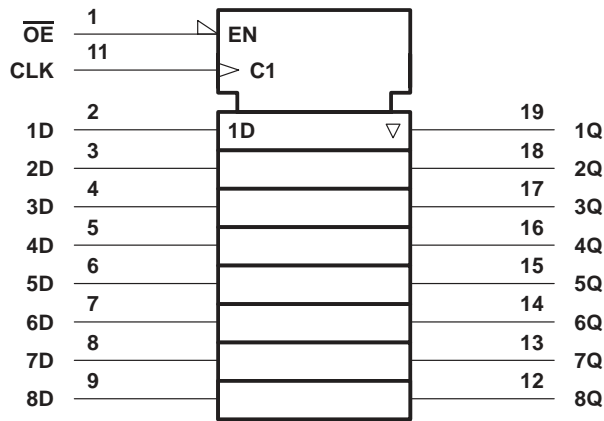 OE 1 EN
CLK 11 C1
1D 2 1D 19 1Q
2D 3 18 2Q
3D 4 17 3Q
4D 5 16 4Q
5D 6 15 5Q
6D 7 14 6Q
7D 8 13 7Q
8D 9 12 8Q